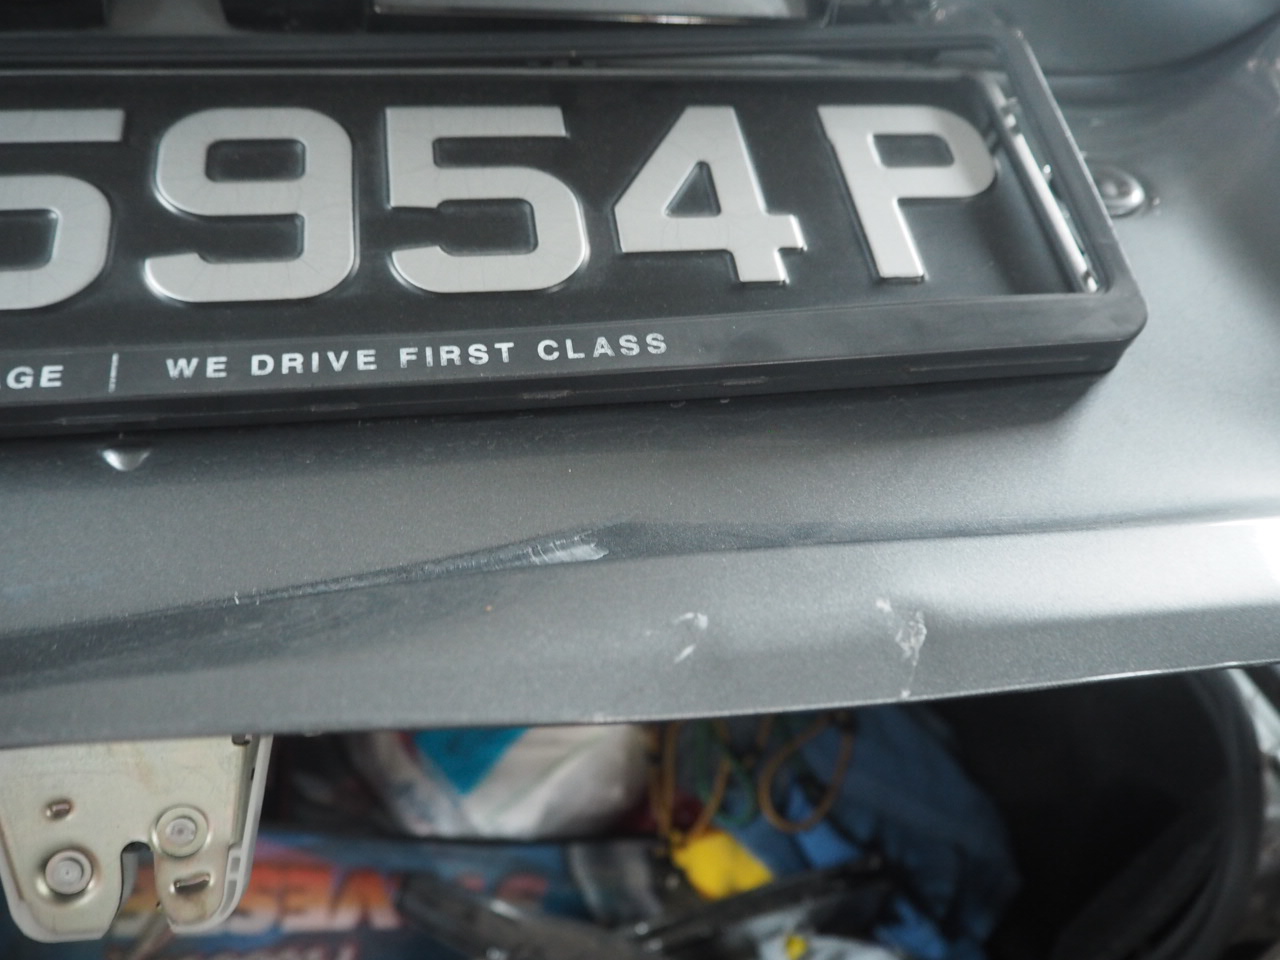 5954P
GE | WE DRIVE FIRST CLASS